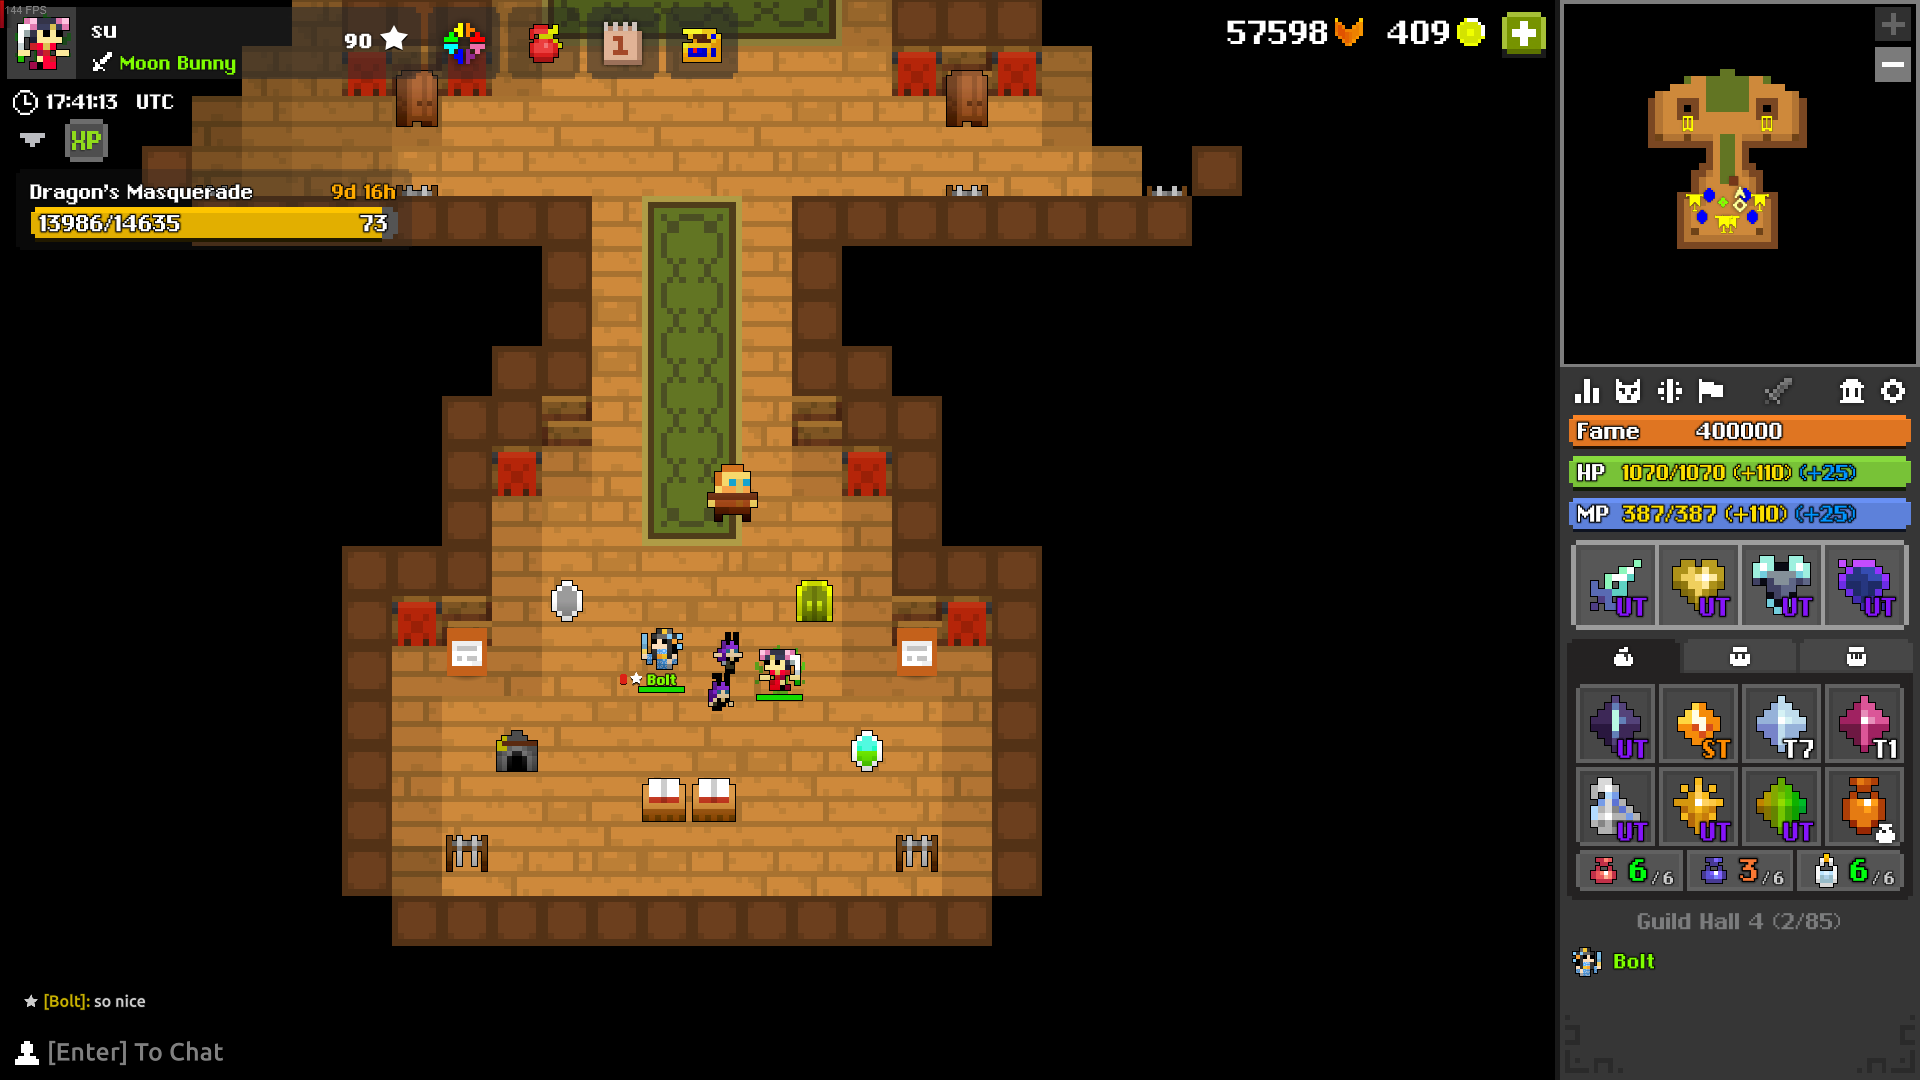 144 FPS
su
Moon Bunny
90
1
57598
409
17:41:13 UTC
XP
Dragon's Masquerade 9d 16h
13986/14635 73
Fame 400000
HP 1070/1070 (+110) (+25)
MP 387/387 (+110) (+25)
UT UT UT UT
UT ST T7 T1
UT UT UT
6/6 3/6 6/6
Guild Hall 4 (2/85)
Bolt
Bolt
[Bolt]: so nice
[Enter] To Chat